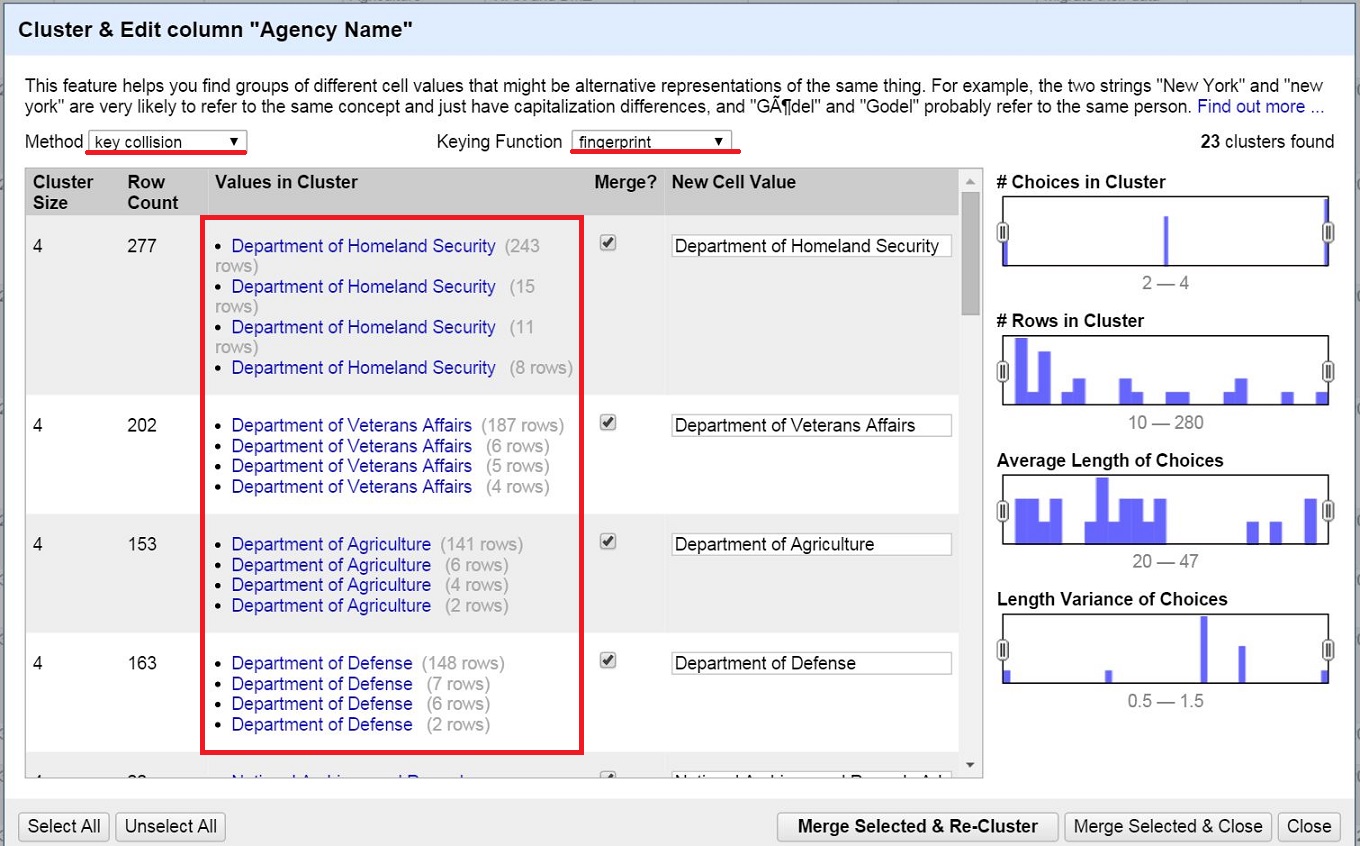 Cluster & Edit column "Agency Name"
This feature helps you find groups of different cell values that might be alternative representations of the same thing. For example, the two strings "New York" and "new
york" are very likely to refer to the same concept and just have capitalization differences, and "GÃ¶del" and "Godel" probably refer to the same person. Find out more ...
Method key collision Keying Function fingerprint 23 clusters found
Cluster Size Row Count Values in Cluster Merge? New Cell Value
4 277
• Department of Homeland Security (243
rows)
• Department of Homeland Security (15
rows)
• Department of Homeland Security (11
rows)
• Department of Homeland Security (8 rows)
Department of Homeland Security
4 202
• Department of Veterans Affairs (187 rows)
• Department of Veterans Affairs (6 rows)
• Department of Veterans Affairs (5 rows)
• Department of Veterans Affairs (4 rows)
Department of Veterans Affairs
4 153
• Department of Agriculture (141 rows)
• Department of Agriculture (6 rows)
• Department of Agriculture (4 rows)
• Department of Agriculture (2 rows)
Department of Agriculture
4 163
• Department of Defense (148 rows)
• Department of Defense (7 rows)
• Department of Defense (6 rows)
• Department of Defense (2 rows)
Department of Defense
# Choices in Cluster
2 — 4
# Rows in Cluster
10 — 280
Average Length of Choices
20 — 47
Length Variance of Choices
0.5 — 1.5
Select All Unselect All Merge Selected & Re-Cluster Merge Selected & Close Close